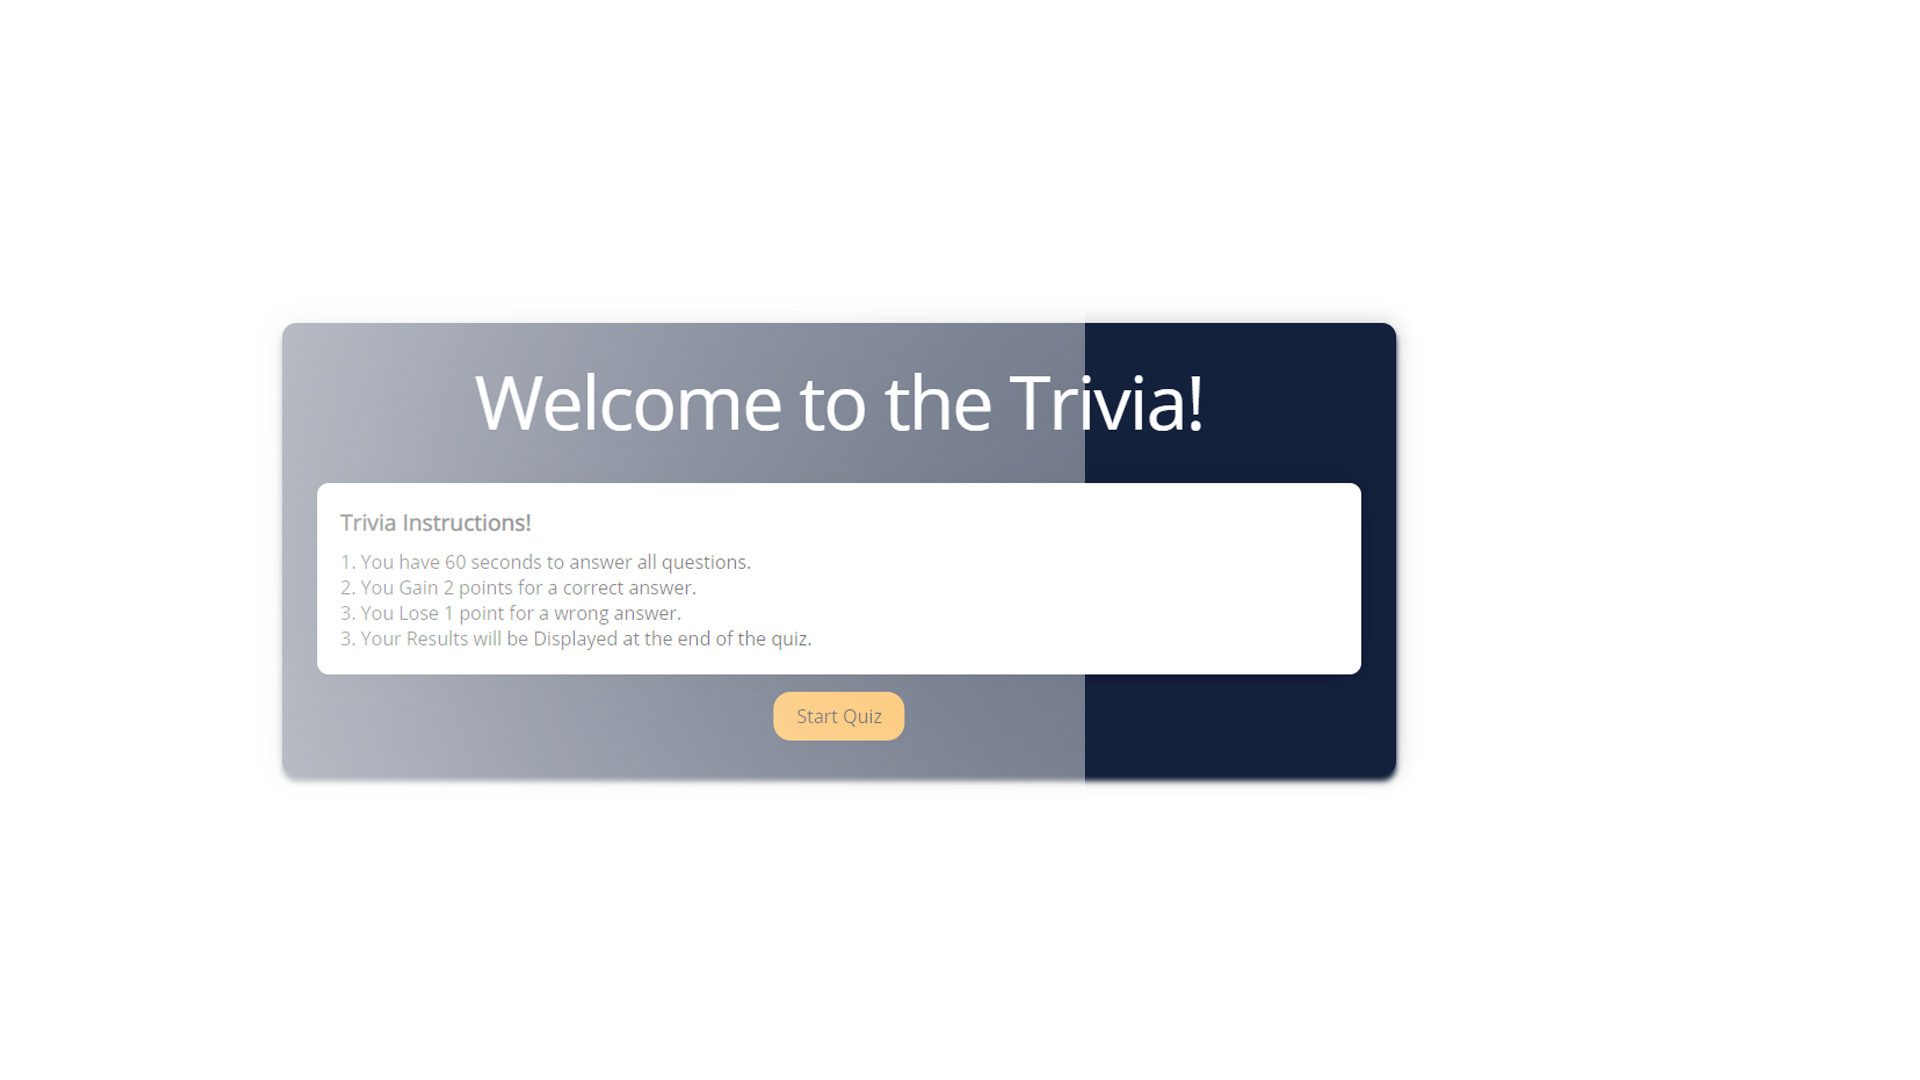 Welcome to the Trivia!
Trivia Instructions!
1. You have 60 seconds to answer all questions.
2. You Gain 2 points for a correct answer.
3. You Lose 1 point for a wrong answer.
3. Your Results will be Displayed at the end of the quiz.
Start Quiz